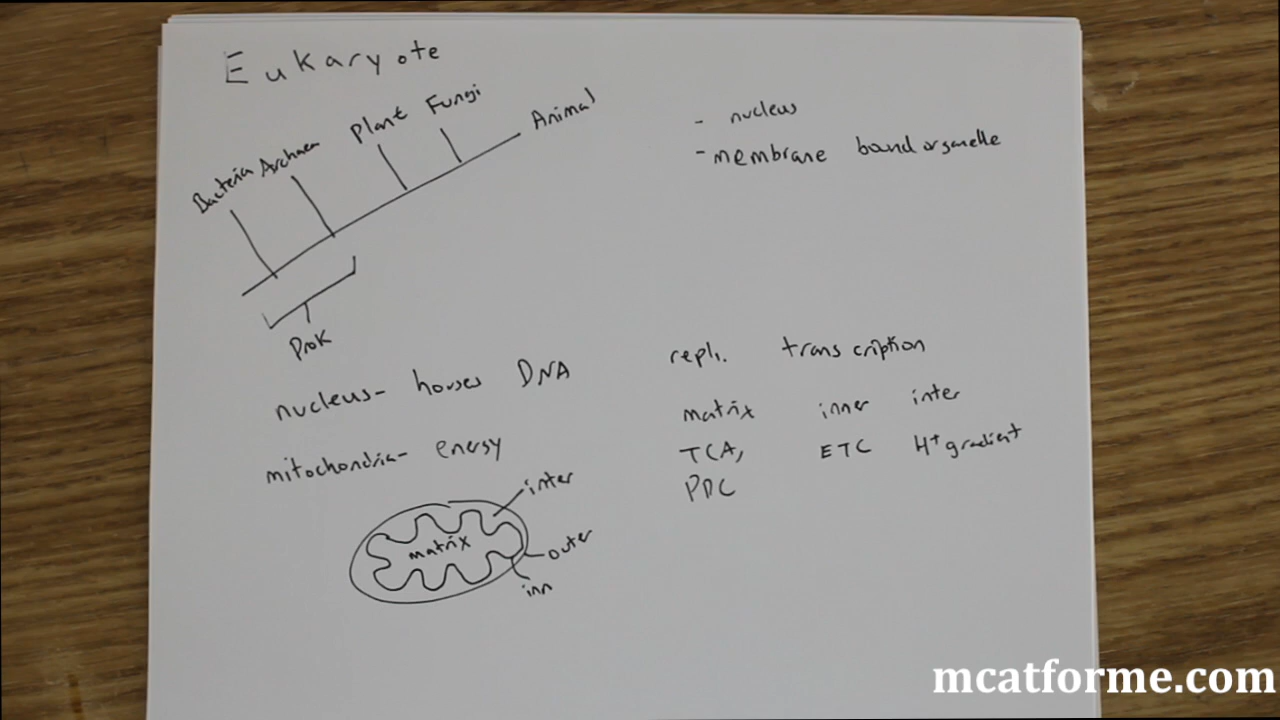 Eukaryote
Bacteria Archaea Plant Fungi Animal
Prok
- nucleus
- membrane bound organelle
nucleus- houses DNA
repli. transcription
mitochondria- energy
matrix inner inter
TCA, ETC H+ gradient
PDC
inter
matrix
outer
inn
mcatforme.com